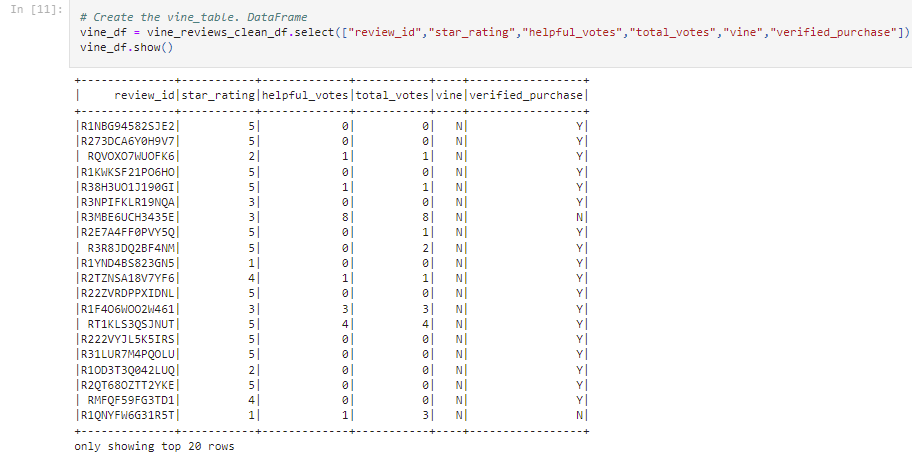 In [11]:
# Create the vine_table. DataFrame
vine_df = vine_reviews_clean_df.select(["review_id","star_rating","helpful_votes","total_votes","vine","verified_purchase"])
vine_df.show()
+--------------+-----------+-------------+-----------+----+-----------------+
|     review_id|star_rating|helpful_votes|total_votes|vine|verified_purchase|
+--------------+-----------+-------------+-----------+----+-----------------+
|R1NBG94582SJE2|          5|            0|          0|   N|                Y|
|R273DCA6Y0H9V7|          5|            0|          0|   N|                Y|
| RQVOXO7WUOFK6|          2|            1|          1|   N|                Y|
|R1KWKSF21PO6HO|          5|            0|          0|   N|                Y|
|R38H3UO1J190GI|          5|            1|          1|   N|                Y|
|R3NPIFKLR19NQA|          3|            0|          0|   N|                Y|
|R3MBE6UCH3435E|          3|            8|          8|   N|                N|
|R2E7A4FF0PVY5Q|          5|            0|          1|   N|                Y|
| R3R8JDQ2BF4NM|          5|            0|          2|   N|                Y|
|R1YND4BS823GN5|          1|            0|          0|   N|                Y|
|R2TZNSA18V7YF6|          4|            1|          1|   N|                Y|
|R22ZVRDPPXIDNL|          5|            0|          0|   N|                Y|
|R1F4O6WOO2W461|          3|            3|          3|   N|                Y|
| RT1KLS3QSJNUT|          5|            4|          4|   N|                Y|
|R222VYJL5K5IRS|          5|            0|          0|   N|                Y|
|R31LUR7M4PQOLU|          5|            0|          0|   N|                Y|
|R1OD3T3Q042LUQ|          2|            0|          0|   N|                Y|
|R2QT68OZTT2YKE|          5|            0|          0|   N|                Y|
| RMFQF59FG3TD1|          4|            0|          0|   N|                Y|
|R1QNYFW6G31R5T|          1|            1|          3|   N|                N|
+--------------+-----------+-------------+-----------+----+-----------------+
only showing top 20 rows